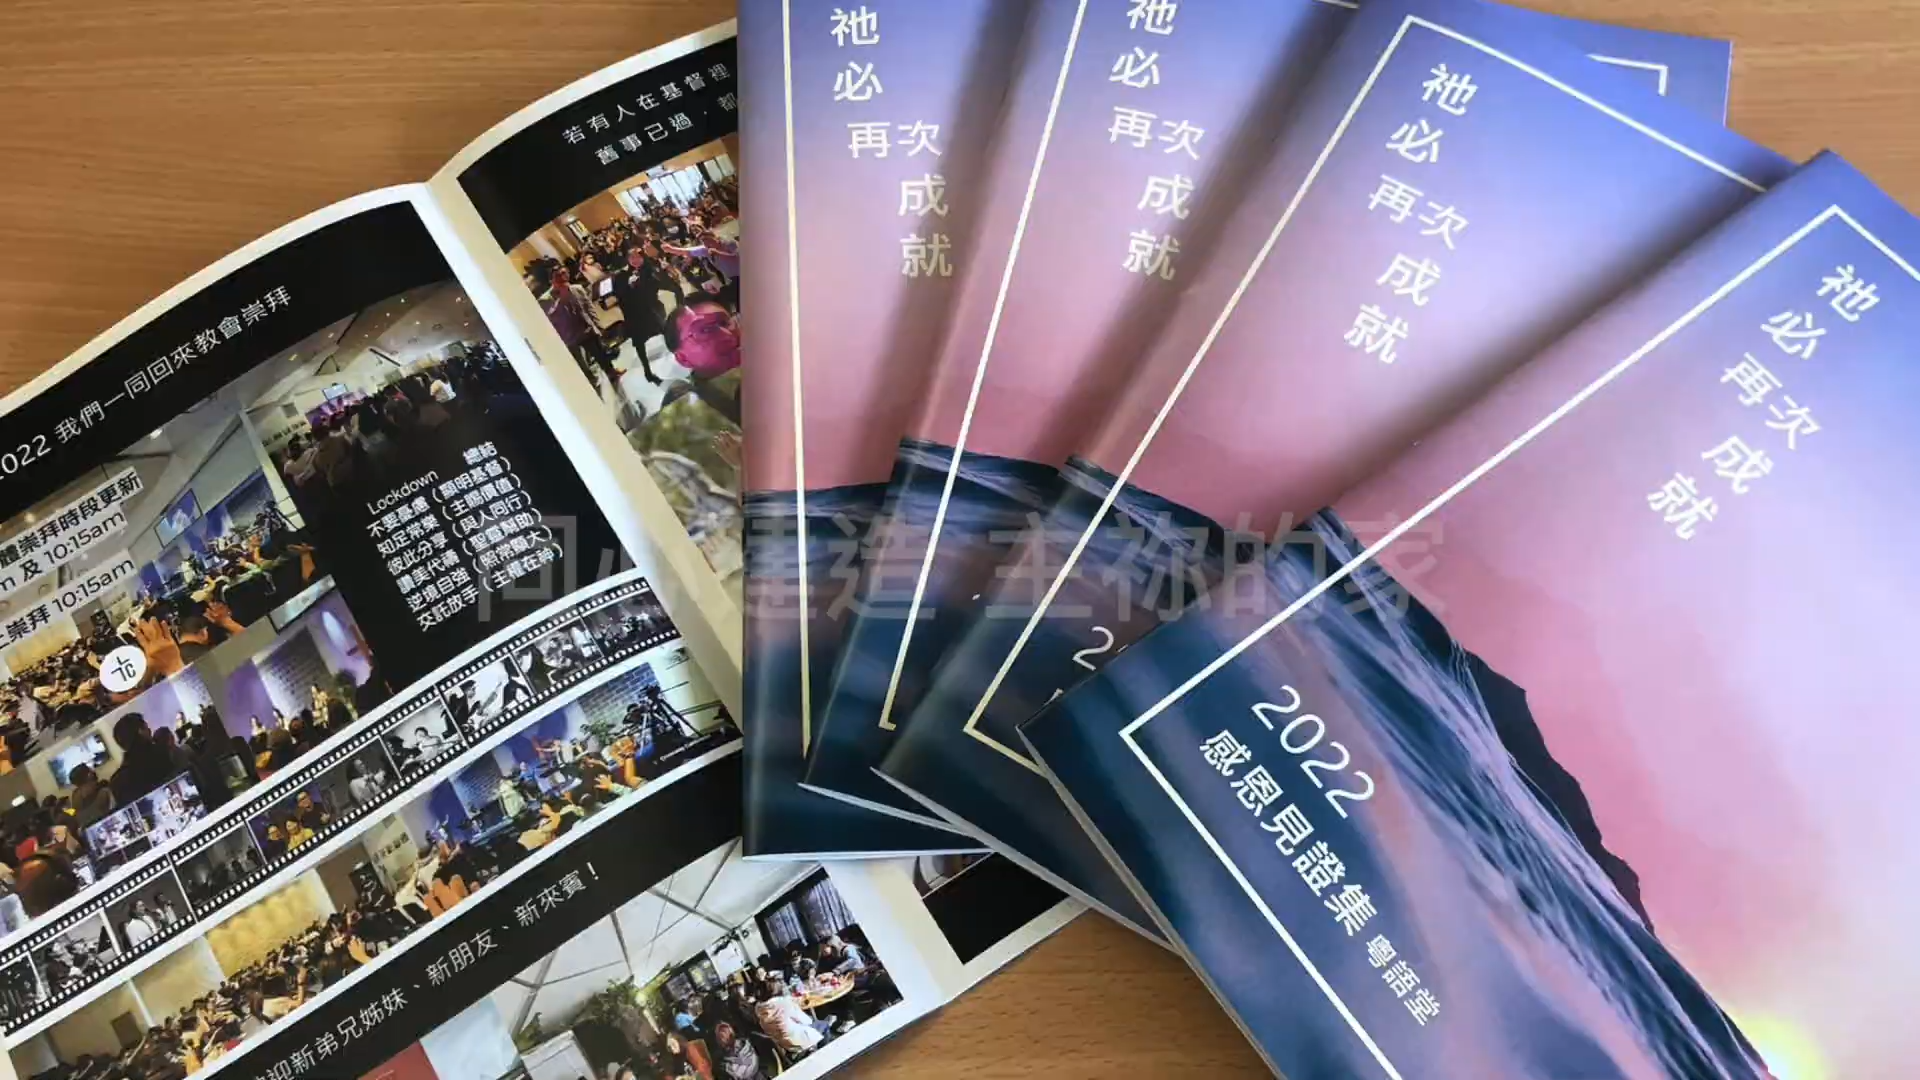 若有人在基督裡
舊事已過，都
2022 我們一同回來教會崇拜
體崇拜時段更新
m 及 10:15am
崇拜 10:15am
Lockdown 總結
不要憂慮（顯明基督）
知足常樂（主賜價值）
彼此分享（與人同行）
讚美代禱（聖靈幫助）
逆境自強（照常顯大）
交託放手（主權在神）
迎新弟兄姊妹、新朋友、新來賓！
祂必再次成就
祂必再次成就
祂必再次成就
2
祂必再次成就
2022
感恩見證集 粵語堂
同心建造 主祢的家